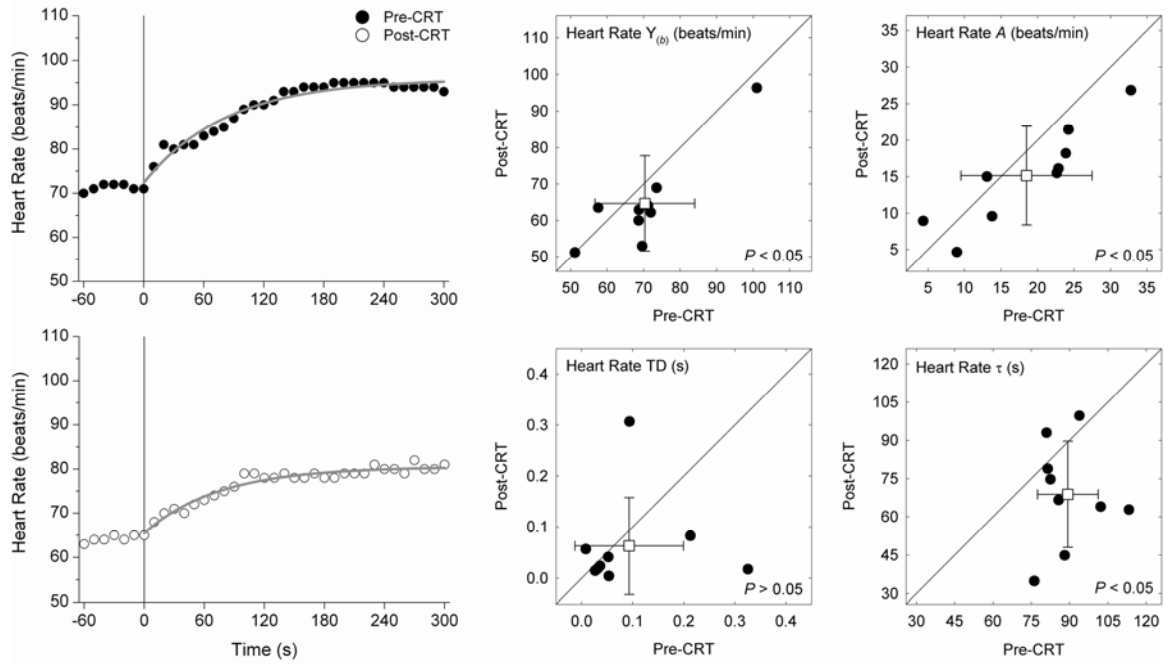 Pre-CRT
Post-CRT
110
100
90
80
70
60
50
Heart Rate (beats/min)
-60 0 60 120 180 240 300
110
100
90
80
70
60
50
Heart Rate (beats/min)
-60 0 60 120 180 240 300
Time (s)
Heart Rate Y(b) (beats/min)
110
100
90
80
70
60
50
Post-CRT
P < 0.05
50 60 70 80 90 100 110
Pre-CRT
Heart Rate A (beats/min)
35
30
25
20
15
10
5
Post-CRT
P < 0.05
5 10 15 20 25 30 35
Pre-CRT
Heart Rate TD (s)
0.4
0.3
0.2
0.1
0.0
Post-CRT
P > 0.05
0.0 0.1 0.2 0.3 0.4
Pre-CRT
Heart Rate τ (s)
120
105
90
75
60
45
30
Post-CRT
P < 0.05
30 45 60 75 90 105 120
Pre-CRT